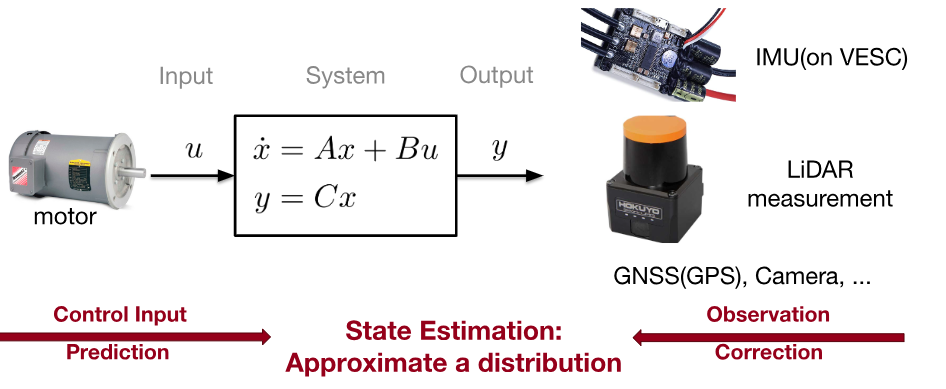 Input
System
Output
IMU(on VESC)
u
ẋ = Ax + Bu
y = Cx
y
motor
HOKUYO
LiDAR
measurement
GNSS(GPS), Camera, ...
Control Input
Prediction
State Estimation:
Approximate a distribution
Observation
Correction